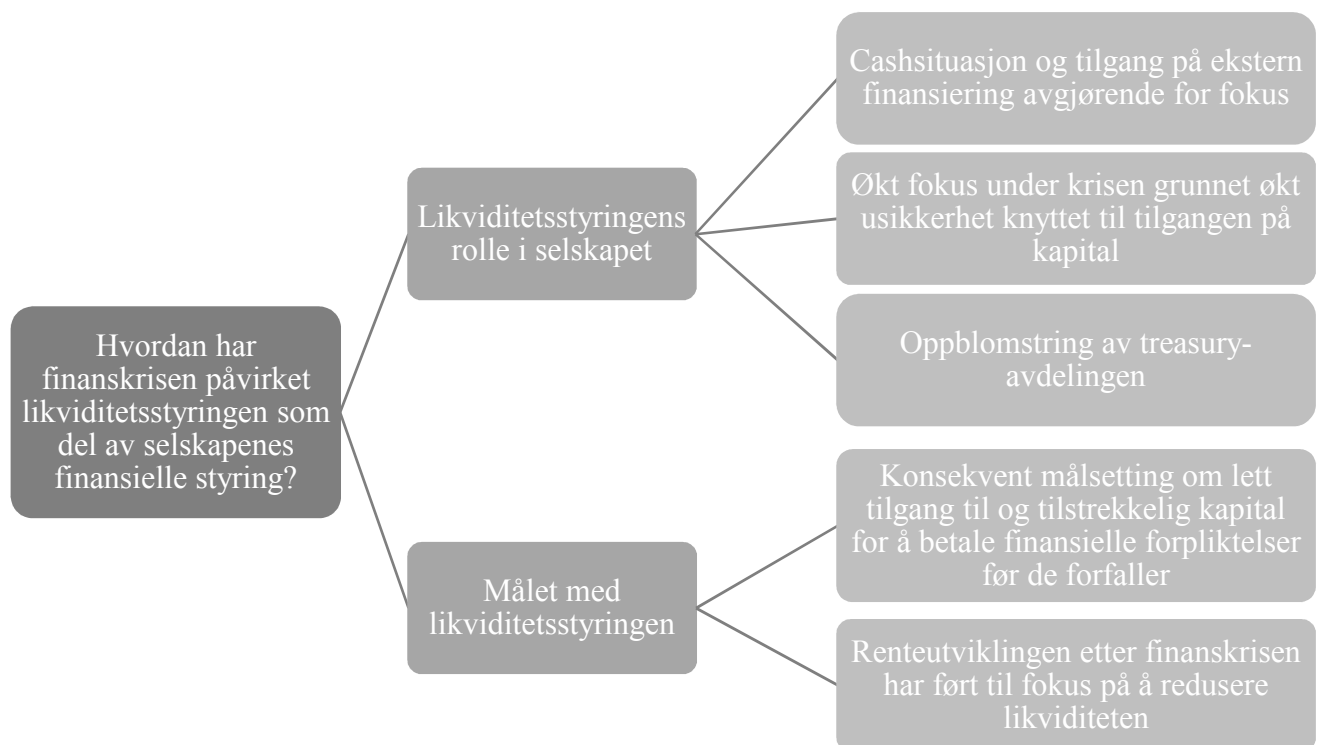 Hvordan har
finanskrisen påvirket
likviditetsstyringen som
del av selskapenes
finansielle styring?
Likviditetsstyringens
rolle i selskapet
Cashsituasjon og tilgang på ekstern
finansiering avgjørende for fokus
Økt fokus under krisen grunnet økt
usikkerhet knyttet til tilgangen på
kapital
Oppblomstring av treasury-
avdelingen
Målet med
likviditetsstyringen
Konsekvent målsetting om lett
tilgang til og tilstrekkelig kapital
for å betale finansielle forpliktelser
før de forfaller
Renteutviklingen etter finanskrisen
har ført til fokus på å redusere
likviditeten